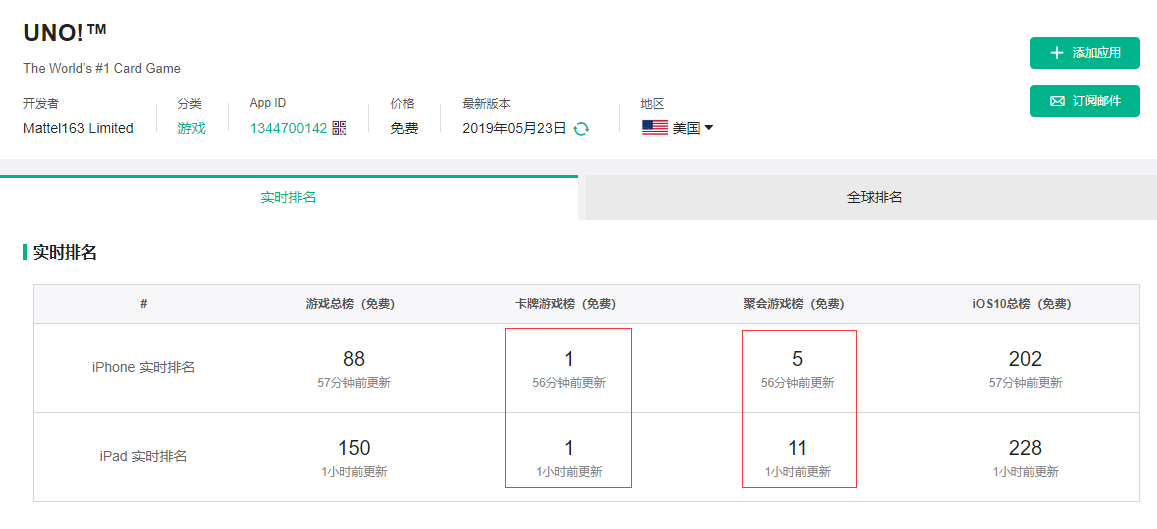 UNO!™
The World's #1 Card Game
添加应用
订阅邮件
开发者
分类
App ID
价格
最新版本
地区
Mattel163 Limited
游戏
1344700142
免费
2019年05月23日
美国
实时排名
全球排名
实时排名
# 游戏总榜（免费） 卡牌游戏榜（免费） 聚会游戏榜（免费） iOS10总榜（免费）
iPhone 实时排名 88 1 5 202
57分钟前更新 56分钟前更新 56分钟前更新 57分钟前更新
iPad 实时排名 150 1 11 228
1小时前更新 1小时前更新 1小时前更新 1小时前更新